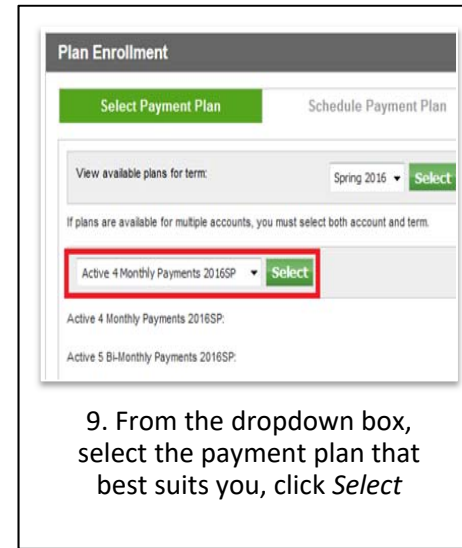 Plan Enrollment
Select Payment Plan
Schedule Payment Plan
View available plans for term:
Spring 2016
Select
If plans are available for multiple accounts, you must select both account and term.
Active 4 Monthly Payments 2016SP
Select
Active 4 Monthly Payments 2016SP:
Active 5 Bi-Monthly Payments 2016SP:
9. From the dropdown box,
select the payment plan that
best suits you, click Select